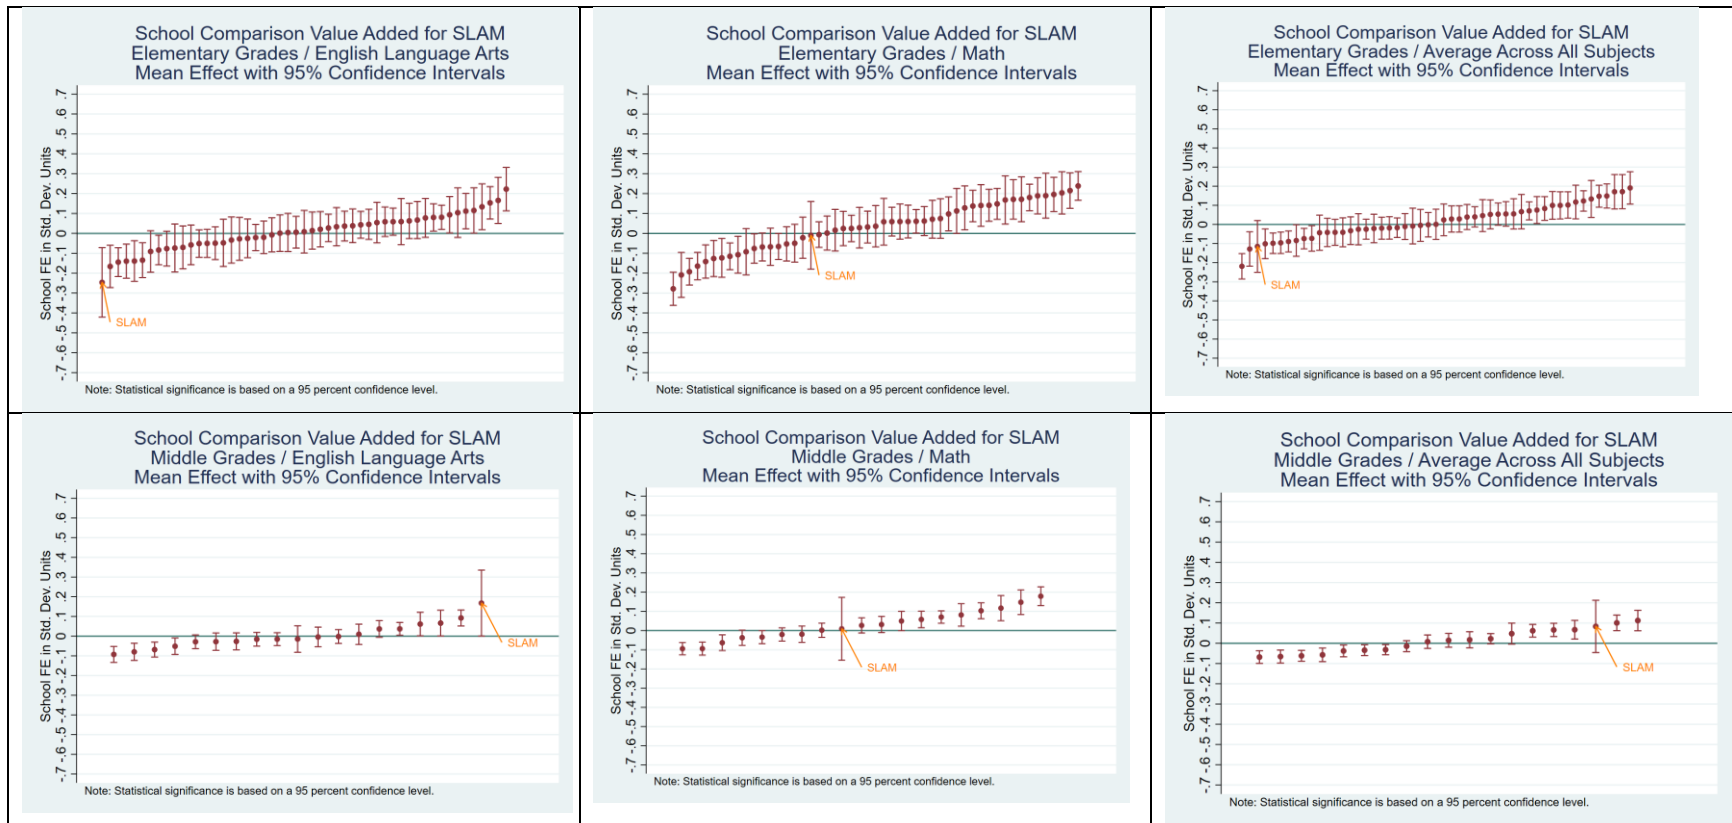 School Comparison Value Added for SLAM
Elementary Grades / English Language Arts
Mean Effect with 95% Confidence Intervals
School FE in Std. Dev. Units
.7
.6
.5
.4
.3
.2
.1
0
-.1
-.2
-.3
-.4
-.5
-.6
-.7
SLAM
Note: Statistical significance is based on a 95 percent confidence level.
School Comparison Value Added for SLAM
Elementary Grades / Math
Mean Effect with 95% Confidence Intervals
School FE in Std. Dev. Units
.7
.6
.5
.4
.3
.2
.1
0
-.1
-.2
-.3
-.4
-.5
-.6
-.7
SLAM
Note: Statistical significance is based on a 95 percent confidence level.
School Comparison Value Added for SLAM
Elementary Grades / Average Across All Subjects
Mean Effect with 95% Confidence Intervals
School FE in Std. Dev. Units
.7
.6
.5
.4
.3
.2
.1
0
-.1
-.2
-.3
-.4
-.5
-.6
-.7
SLAM
Note: Statistical significance is based on a 95 percent confidence level.
School Comparison Value Added for SLAM
Middle Grades / English Language Arts
Mean Effect with 95% Confidence Intervals
School FE in Std. Dev. Units
.7
.6
.5
.4
.3
.2
.1
0
-.1
-.2
-.3
-.4
-.5
-.6
-.7
SLAM
Note: Statistical significance is based on a 95 percent confidence level.
School Comparison Value Added for SLAM
Middle Grades / Math
Mean Effect with 95% Confidence Intervals
School FE in Std. Dev. Units
.7
.6
.5
.4
.3
.2
.1
0
-.1
-.2
-.3
-.4
-.5
-.6
-.7
SLAM
Note: Statistical significance is based on a 95 percent confidence level.
School Comparison Value Added for SLAM
Middle Grades / Average Across All Subjects
Mean Effect with 95% Confidence Intervals
School FE in Std. Dev. Units
.7
.6
.5
.4
.3
.2
.1
0
-.1
-.2
-.3
-.4
-.5
-.6
-.7
SLAM
Note: Statistical significance is based on a 95 percent confidence level.